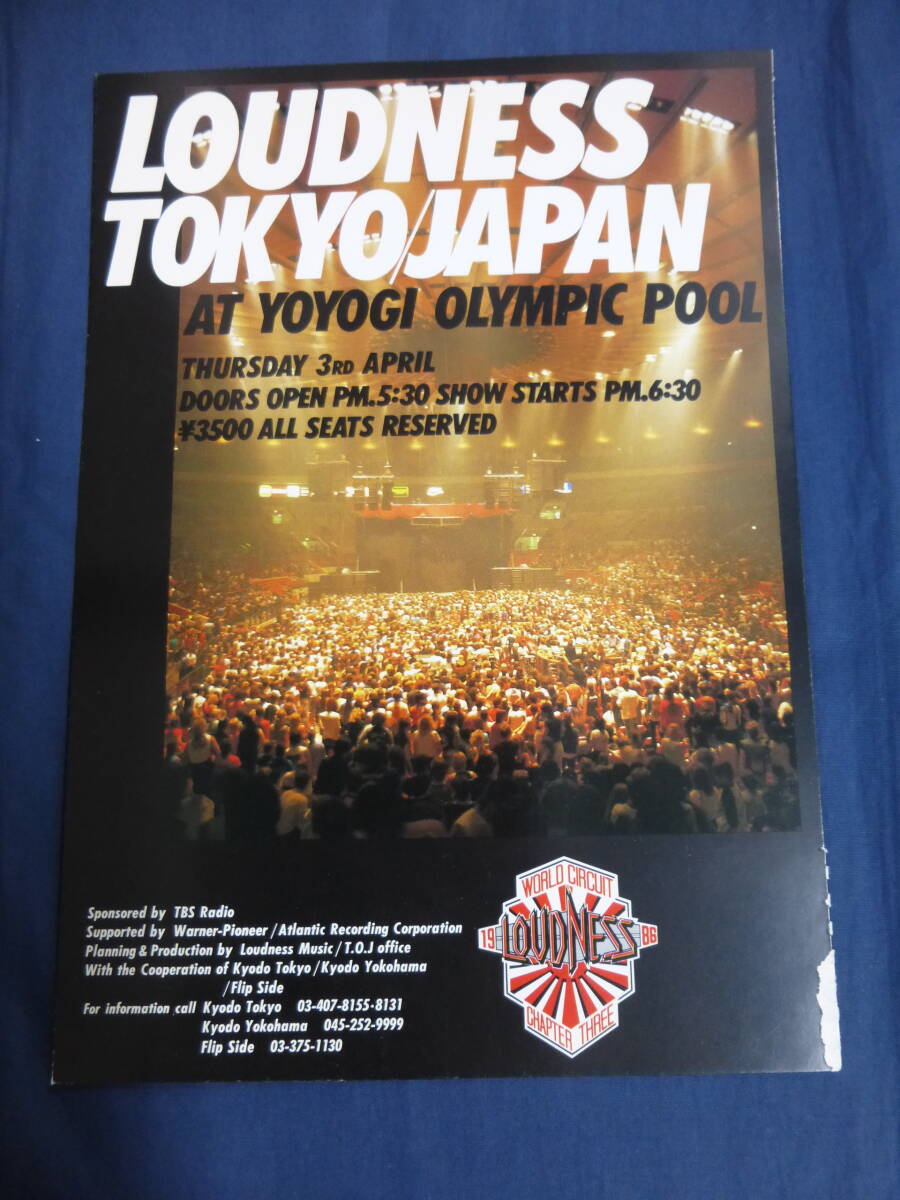 LOUDNESS
TOKYO/JAPAN
AT YOYOGI OLYMPIC POOL
THURSDAY 3RD APRIL
DOORS OPEN PM.5:30 SHOW STARTS PM.6:30
¥3500 ALL SEATS RESERVED
Sponsored by TBS Radio
Supported by Warner-Pioneer/Atlantic Recording Corporation
Planning & Production by Loudness Music/T.O.J office
With the Cooperation of Kyodo Tokyo/Kyodo Yokohama
/Flip Side
For information call Kyodo Tokyo 03-407-8155·8131
Kyodo Yokohama 045-252-9999
Flip Side 03-375-1130
WORLD CIRCUIT
19 LOUDNESS 86
CHAPTER THREE